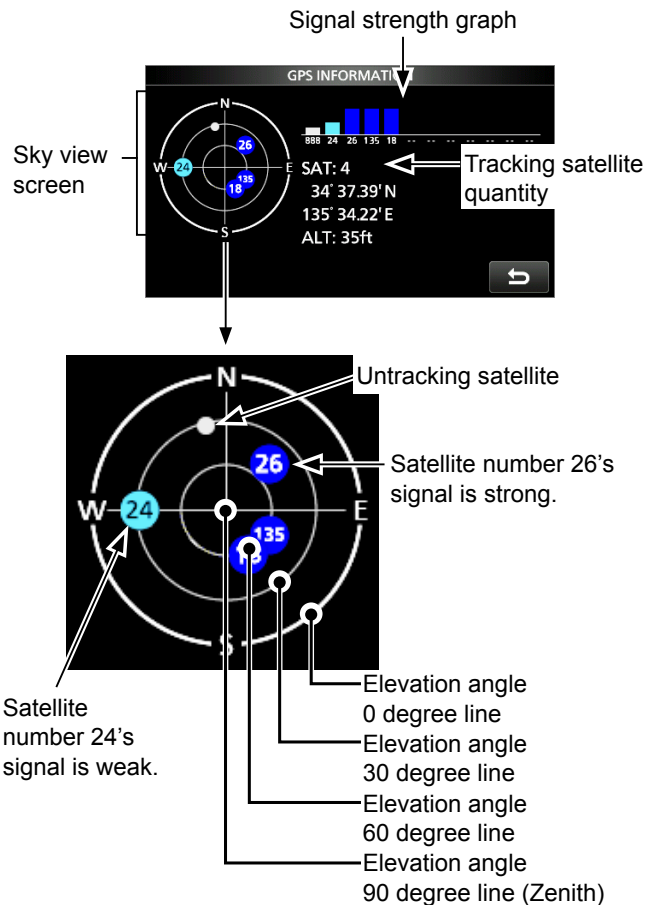 Signal strength graph
GPS INFORMATION
N
26
W
24
E
135
18
S
888 24 26 135 18 -- -- -- -- -- -- --
SAT: 4
34° 37.39' N
135° 34.22' E
ALT: 35ft
Sky view
screen
Tracking satellite
quantity
N
Untracking satellite
26
Satellite number 26's
signal is strong.
W
24
E
135
S
Satellite
number 24's
signal is weak.
Elevation angle
0 degree line
Elevation angle
30 degree line
Elevation angle
60 degree line
Elevation angle
90 degree line (Zenith)